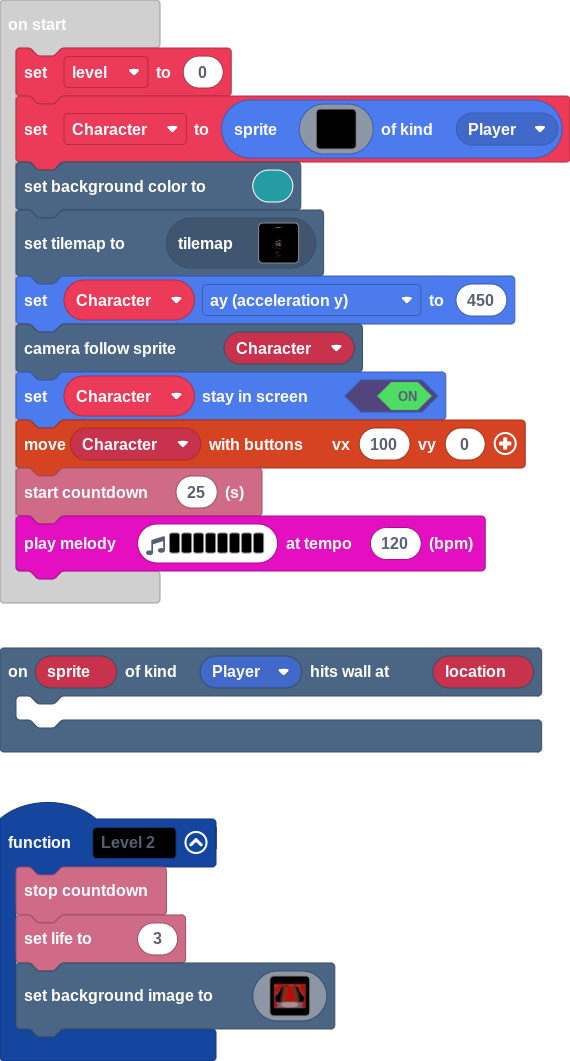 on start
set level to 0
set Character to sprite of kind Player
set background color to
set tilemap to tilemap
set Character ay (acceleration y) to 450
camera follow sprite Character
set Character stay in screen ON
move Character with buttons vx 100 vy 0
start countdown 25 (s)
play melody at tempo 120 (bpm)
on sprite of kind Player hits wall at location
function Level 2
stop countdown
set life to 3
set background image to